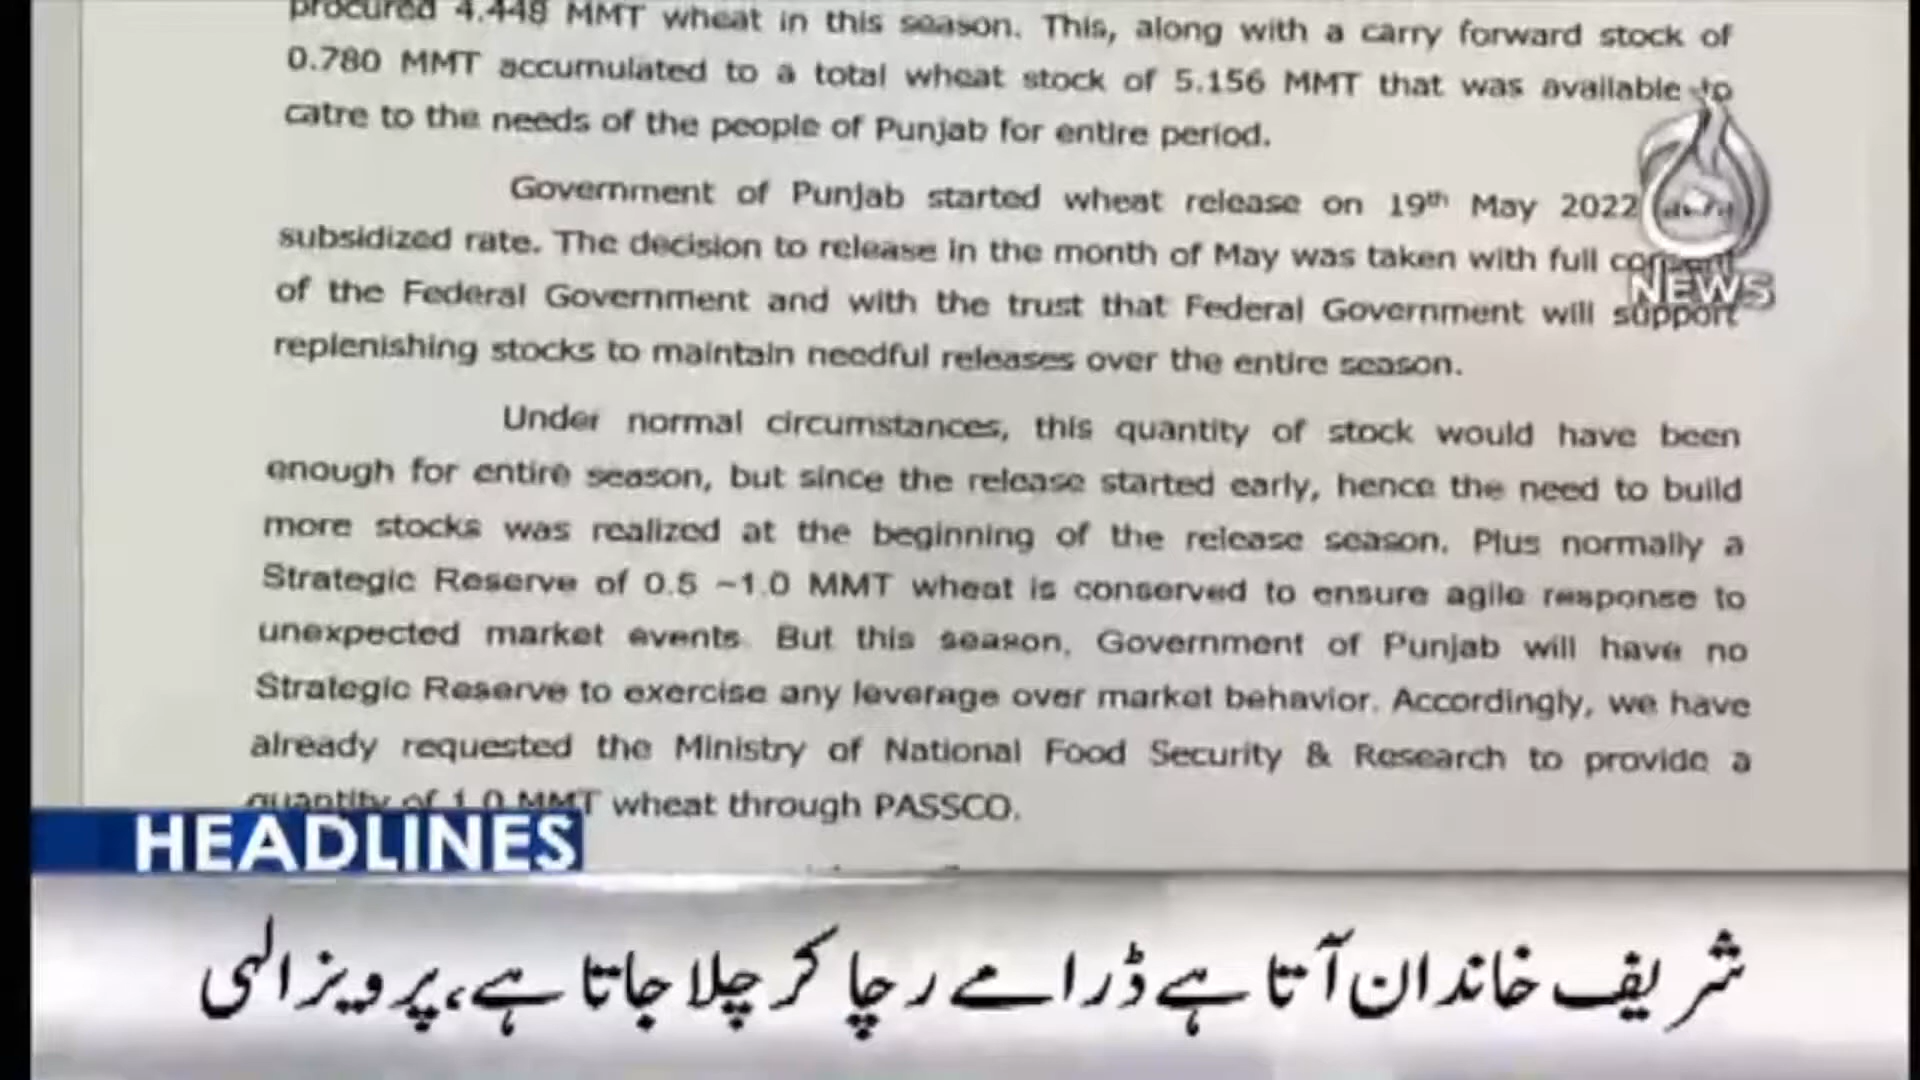 procured 4.448 MMT wheat in this season. This, along with a carry forward stock of
0.780 MMT accumulated to a total wheat stock of 5.156 MMT that was available to
catre to the needs of the people of Punjab for entire period.
Government of Punjab started wheat release on 19th May 2022
subsidized rate. The decision to release in the month of May was taken with full consent
of the Federal Government and with the trust that Federal Government will support
replenishing stocks to maintain needful releases over the entire season.
Under normal circumstances, this quantity of stock would have been
enough for entire season, but since the release started early, hence the need to build
more stocks was realized at the beginning of the release season. Plus normally a
Strategic Reserve of 0.5 ~1.0 MMT wheat is conserved to ensure agile response to
unexpected market events. But this season, Government of Punjab will have no
Strategic Reserve to exercise any leverage over market behavior. Accordingly, we have
already requested the Ministry of National Food Security & Research to provide a
quantity of 1.0 MMT wheat through PASSCO.
NEWS
HEADLINES
شریف خاندان آتا ہے ڈرامے رچا کر چلا جاتا ہے، پرویز الہی